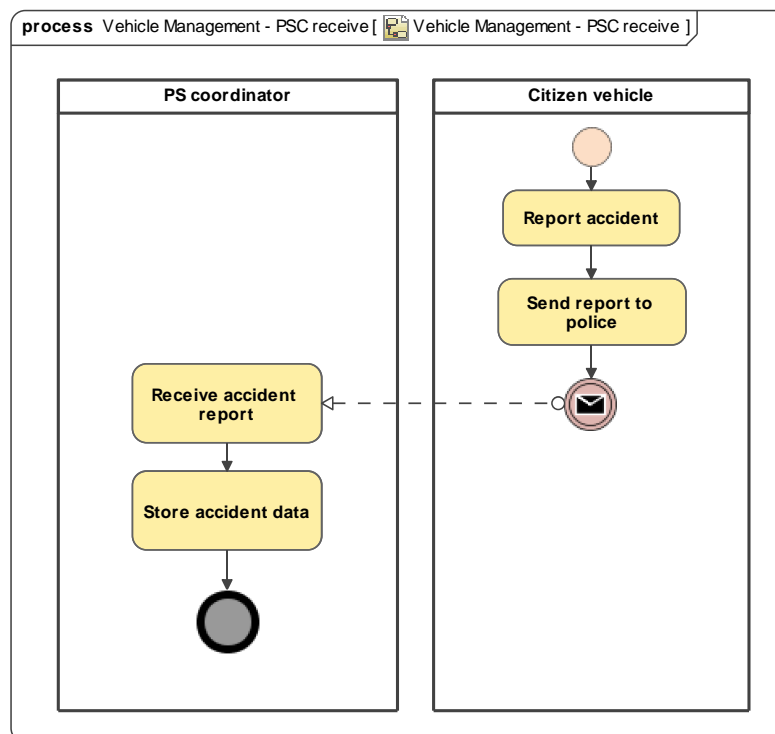 process Vehicle Management - PSC receive [ Vehicle Management - PSC receive ]
PS coordinator
Citizen vehicle
Report accident
Send report to
police
Receive accident
report
Store accident data